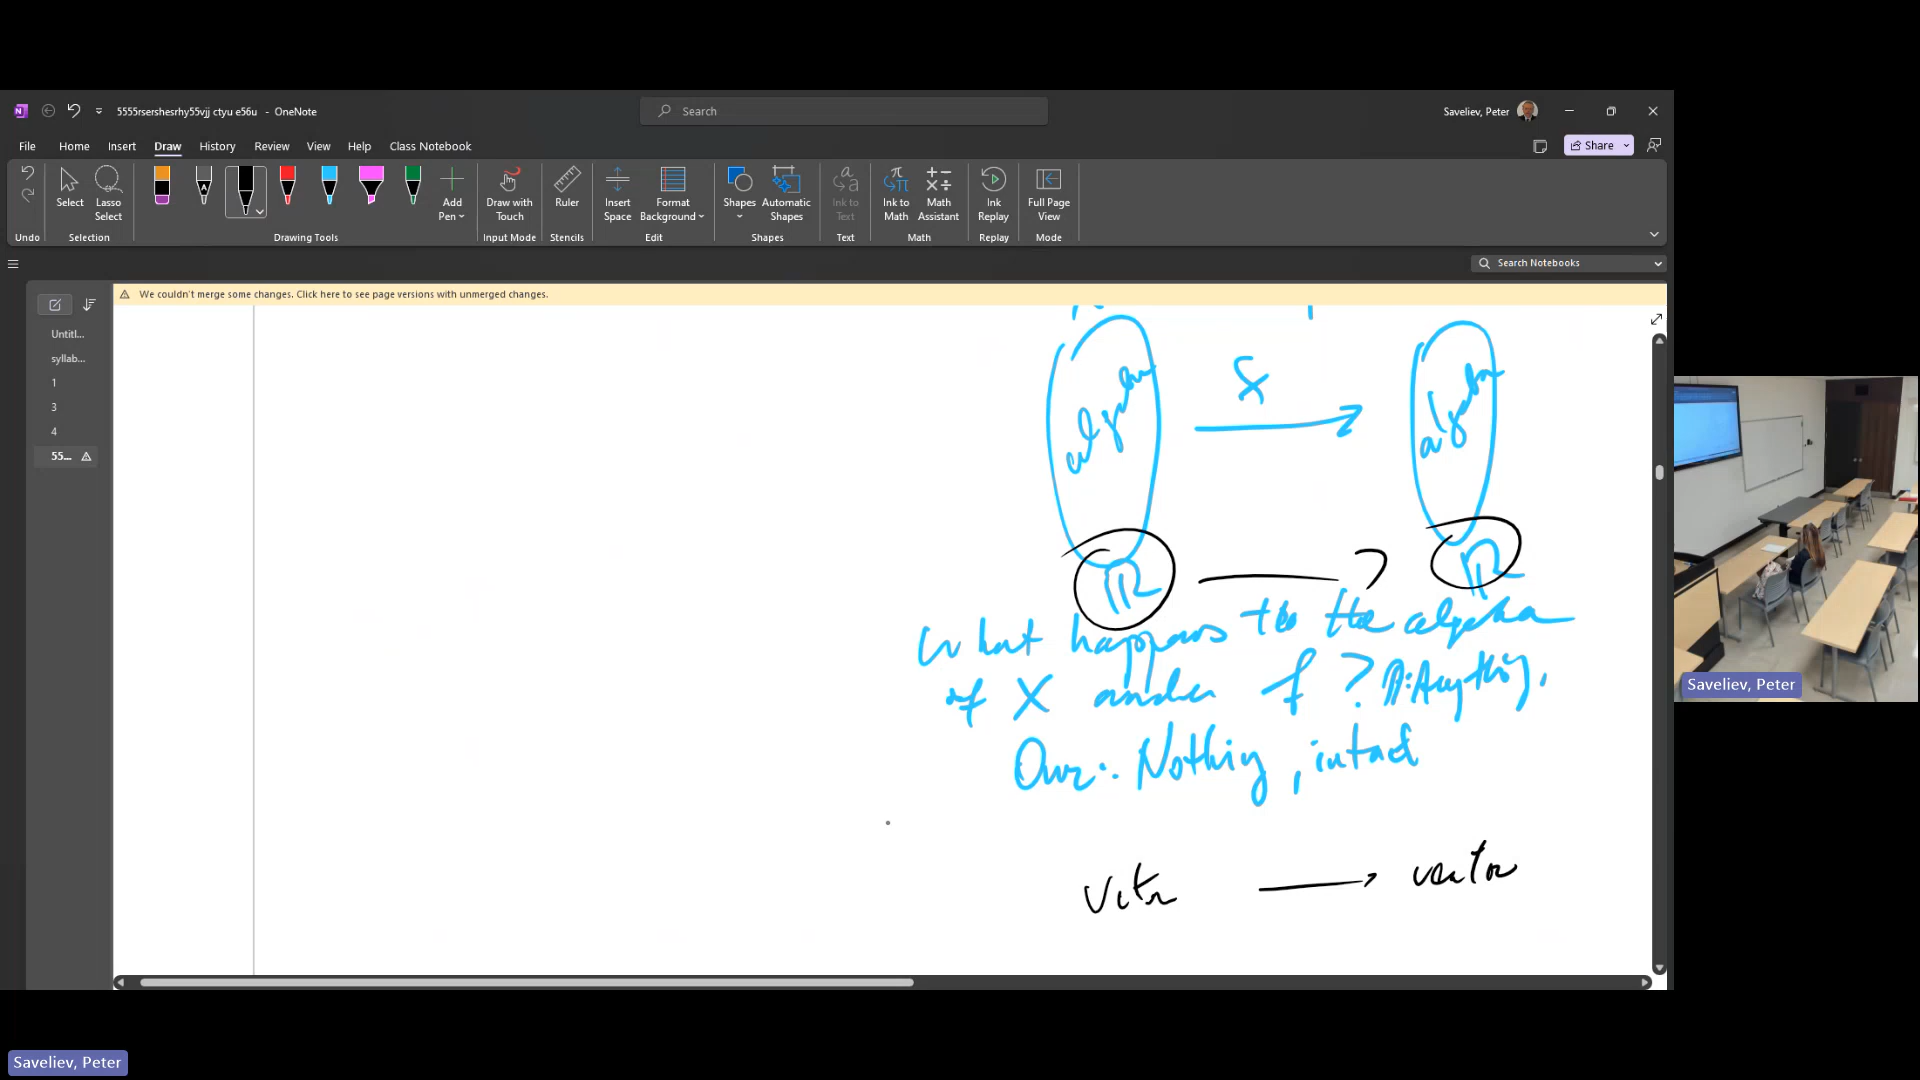 5555rsershesrhy55vjj ctyu e56u - OneNote
Search
Saveliev, Peter
File Home Insert Draw History Review View Help Class Notebook
Share
Undo
Select
Lasso Select
Add Pen
Draw with Touch
Ruler
Insert Space
Format Background
Shapes
Automatic Shapes
Ink to Text
Ink to Math
Math Assistant
Ink Replay
Full Page View
Selection
Drawing Tools
Input Mode
Stencils
Edit
Shapes
Text
Math
Replay
Mode
Search Notebooks
We couldn't merge some changes. Click here to see page versions with unmerged changes.
Untitl...
syllab...
1
3
4
55...
algebra
algebra
ℝ
?
ℝ
What happens to the algebra
of X under f ? A: Anything.
Our: Nothing, intact
vector → vector
Saveliev, Peter
Saveliev, Peter